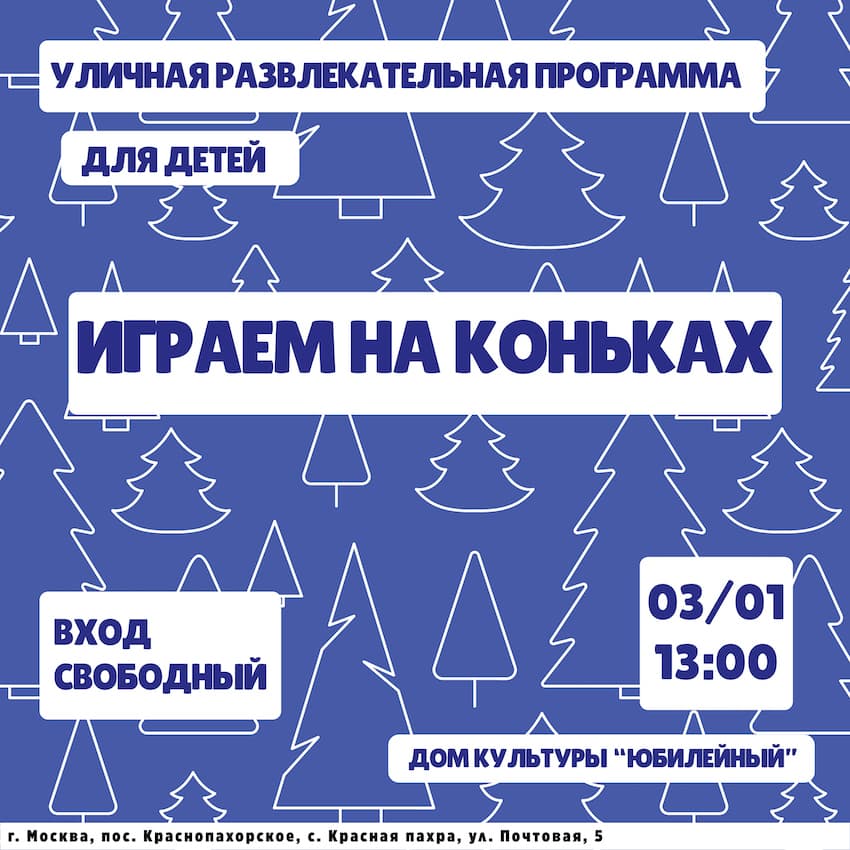 УЛИЧНАЯ РАЗВЛЕКАТЕЛЬНАЯ ПРОГРАММА
ДЛЯ ДЕТЕЙ
ИГРАЕМ НА КОНЬКАХ
ВХОД
СВОБОДНЫЙ
03/01
13:00
ДОМ КУЛЬТУРЫ “ЮБИЛЕЙНЫЙ”
г. Москва, пос. Краснопахорское, с. Красная пахра, ул. Почтовая, 5